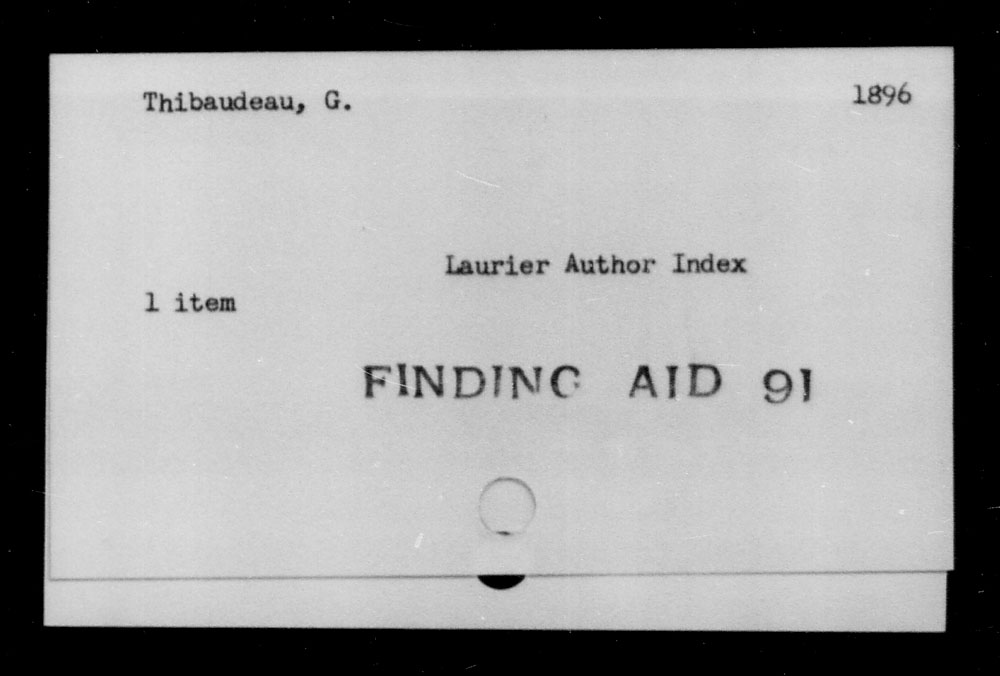 Thibaudeau, G. 1896
Laurier Author Index
1 item
FINDING AID 91